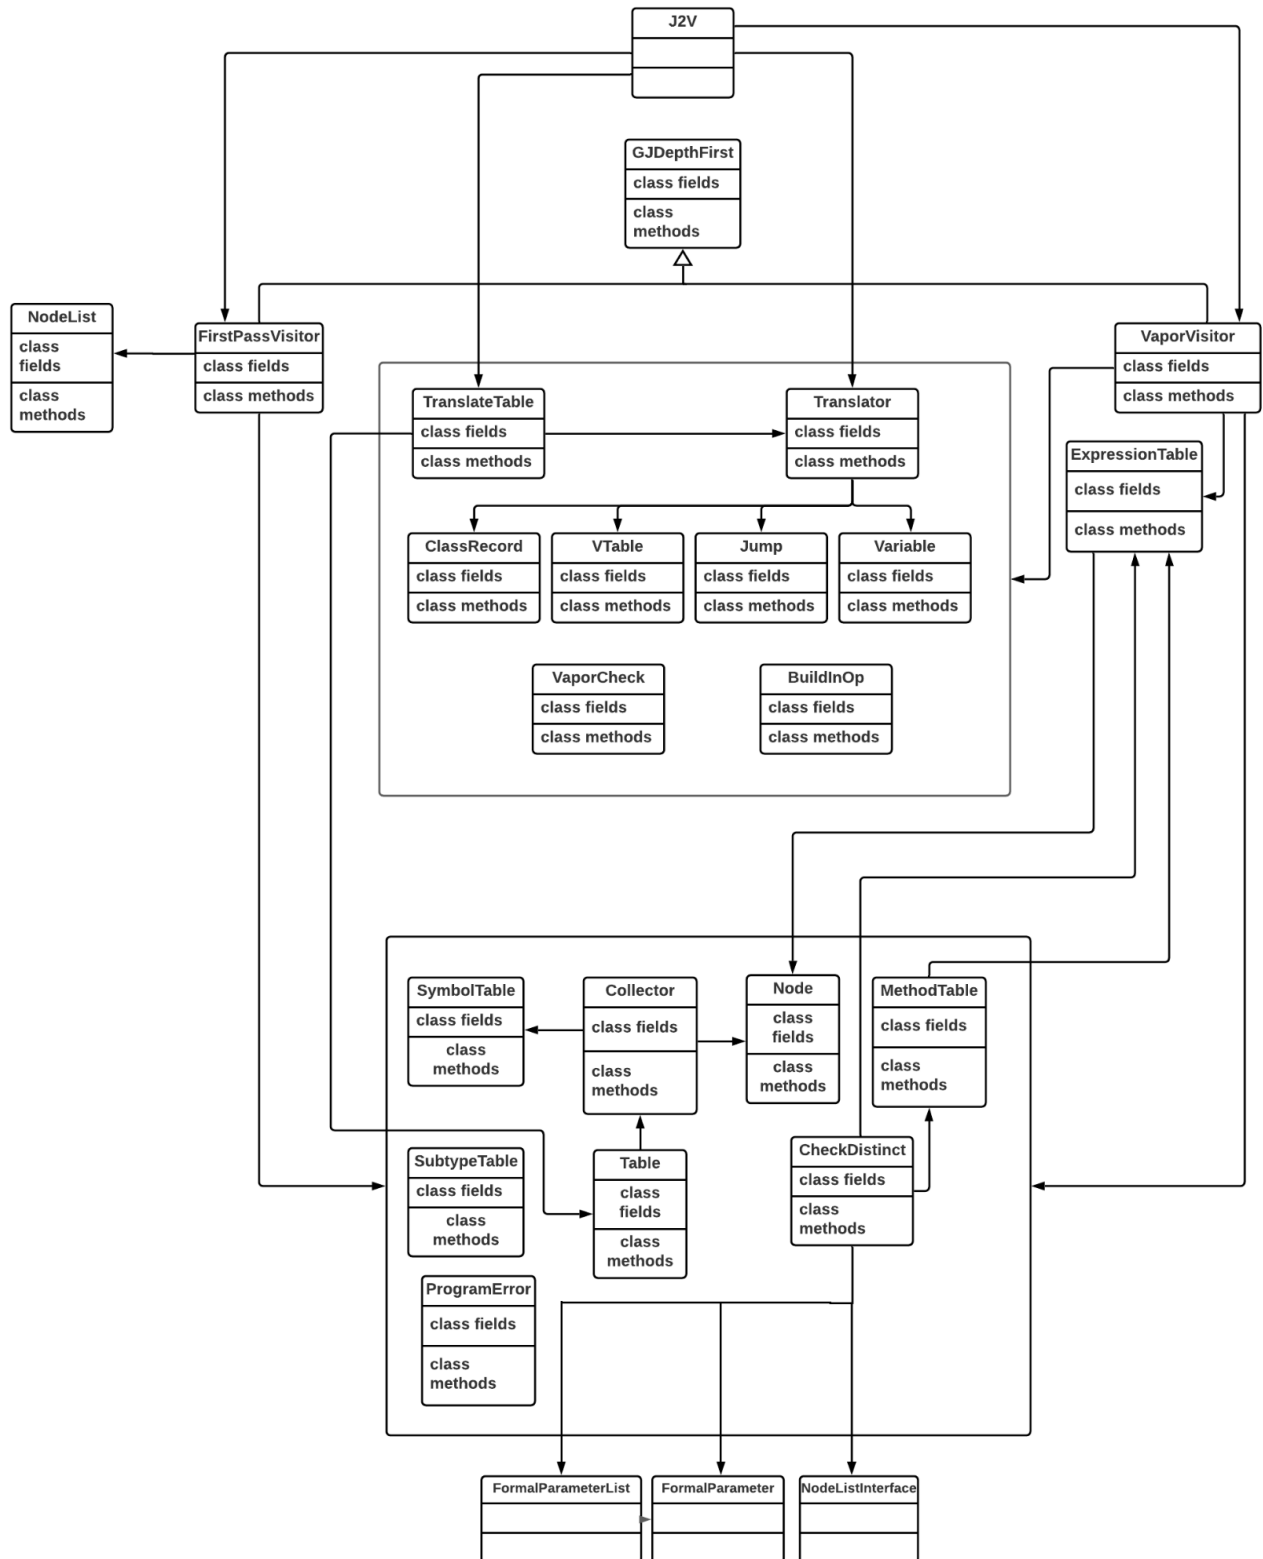 J2V
GJDepthFirst
class fields
class
methods
NodeList
class
fields
class
methods
FirstPassVisitor
class fields
class methods
VaporVisitor
class fields
class methods
TranslateTable
class fields
class methods
Translator
class fields
class methods
ExpressionTable
class fields
class methods
ClassRecord
class fields
class methods
VTable
class fields
class methods
Jump
class fields
class methods
Variable
class fields
class methods
VaporCheck
class fields
class methods
BuildInOp
class fields
class methods
SymbolTable
class fields
class
methods
Collector
class fields
class
methods
Node
class
fields
class
methods
MethodTable
class fields
class
methods
SubtypeTable
class fields
class
methods
Table
class
fields
class
methods
CheckDistinct
class fields
class
methods
ProgramError
class fields
class
methods
FormalParameterList
FormalParameter
NodeListInterface